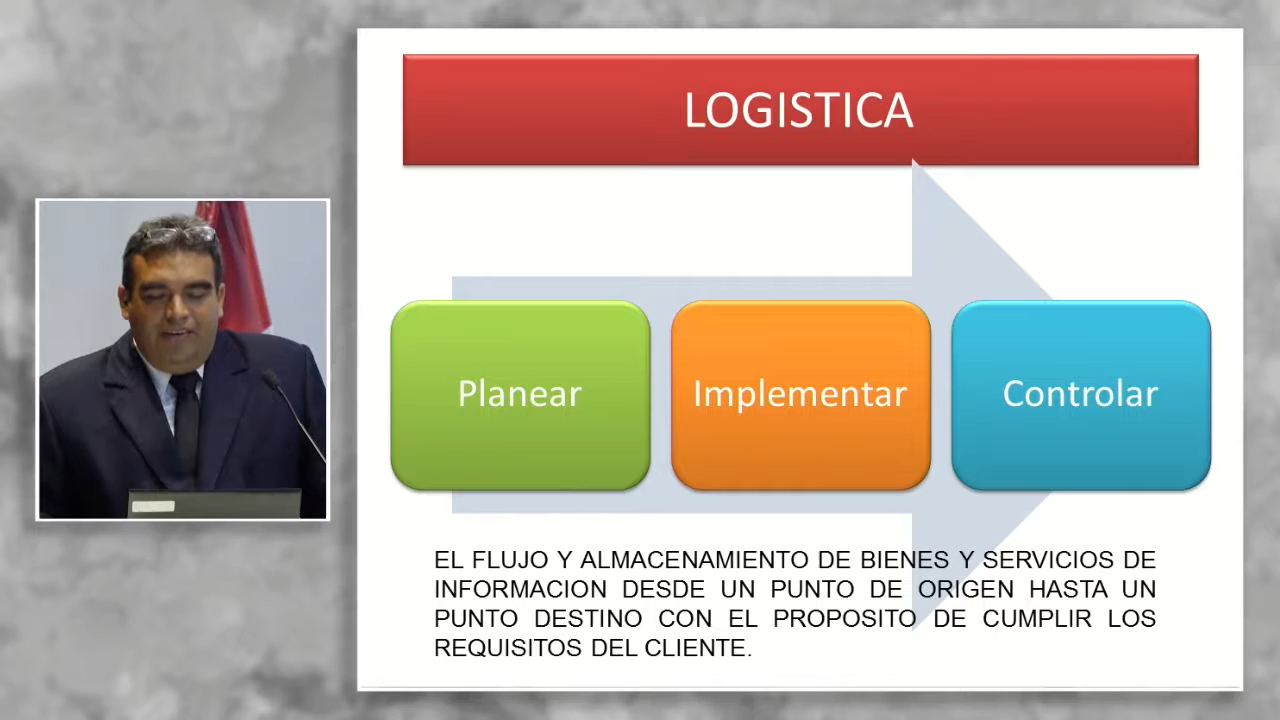 LOGISTICA
Planear
Implementar
Controlar
EL FLUJO Y ALMACENAMIENTO DE BIENES Y SERVICIOS DE
INFORMACION DESDE UN PUNTO DE ORIGEN HASTA UN
PUNTO DESTINO CON EL PROPOSITO DE CUMPLIR LOS
REQUISITOS DEL CLIENTE.